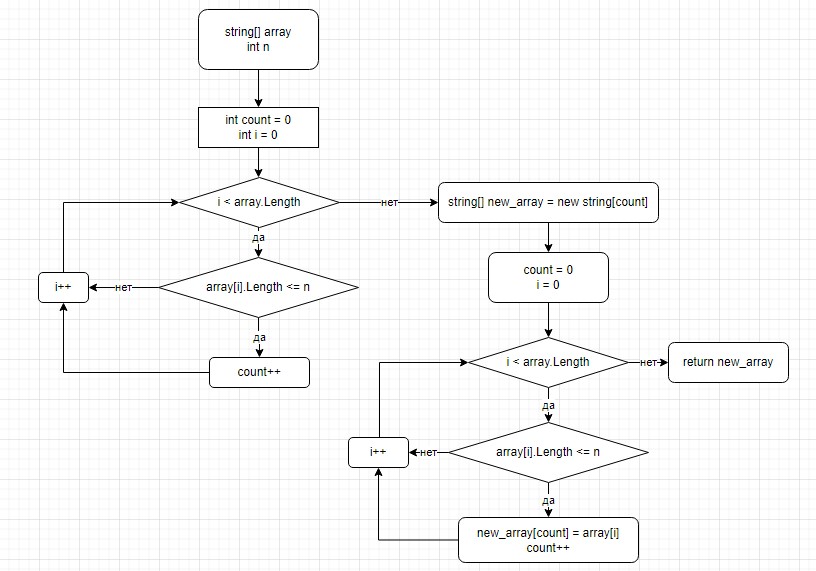 string[] array
int n
int count = 0
int i = 0
i < array.Length
нет
string[] new_array = new string[count]
да
count = 0
i = 0
i++
нет
array[i].Length <= n
да
count++
i < array.Length
нет
return new_array
да
i++
нет
array[i].Length <= n
да
new_array[count] = array[i]
count++